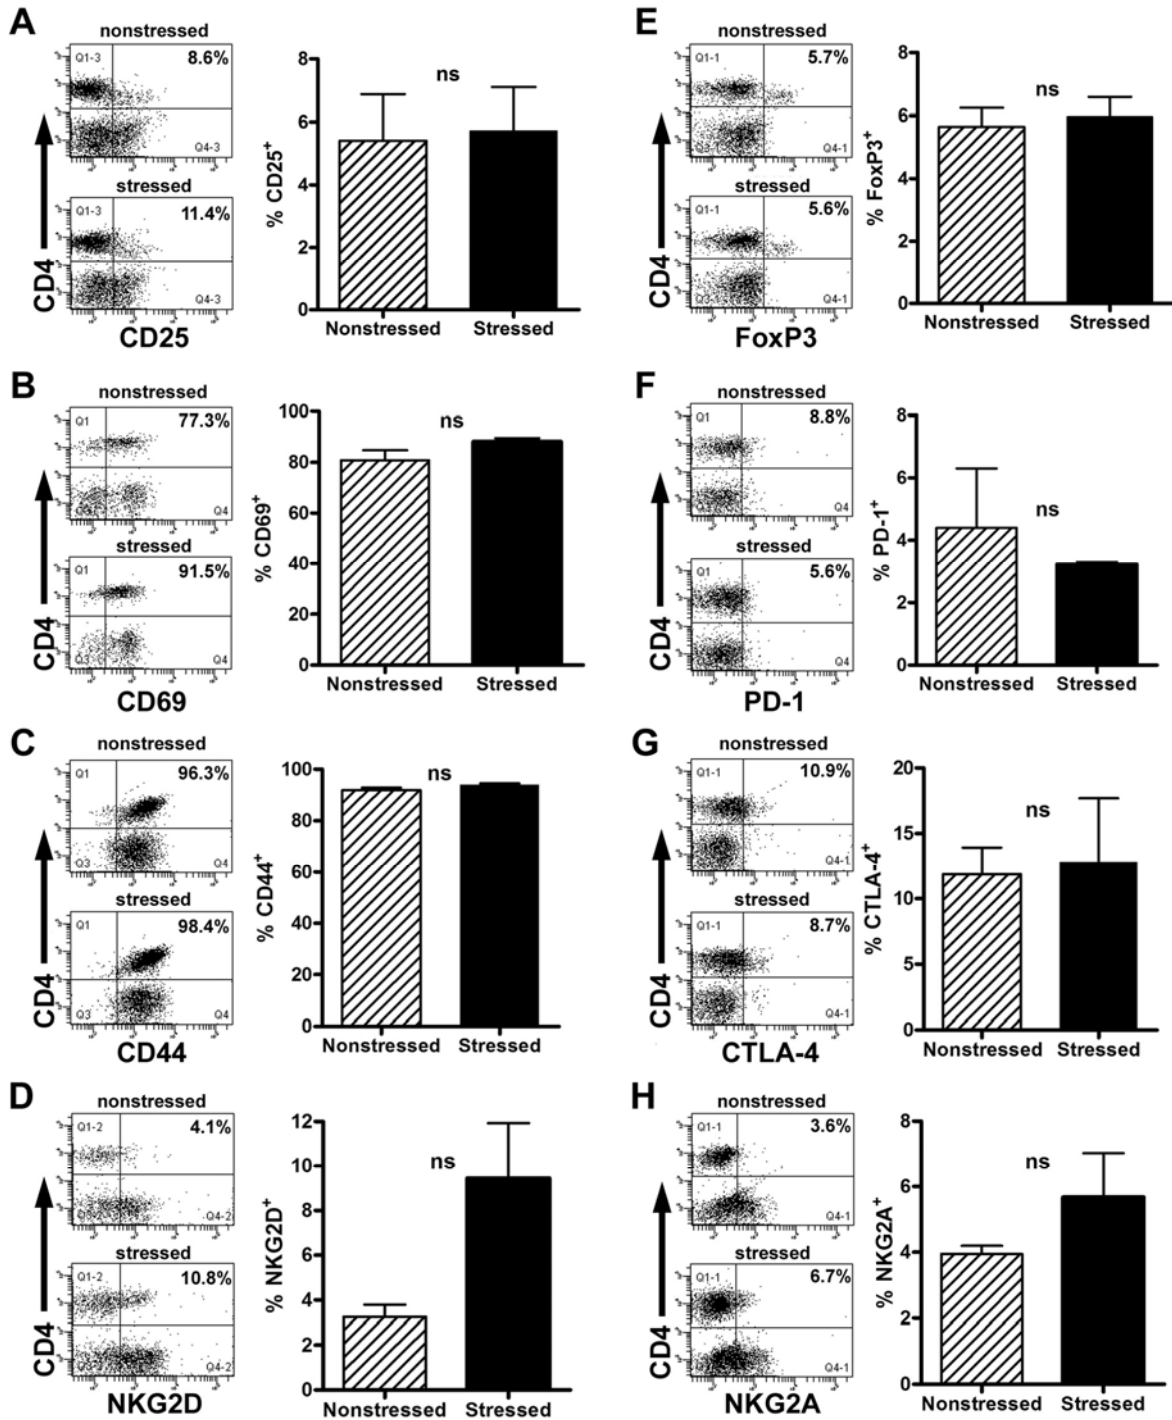 A
nonstressed
Q1-3
8.6%
Q4-3
stressed
Q1-3
11.4%
Q4-3
CD4
CD25
8
6
4
2
0
% CD25+
ns
Nonstressed
Stressed
B
nonstressed
Q1
77.3%
Q4
stressed
Q1
91.5%
Q3
Q4
CD4
CD69
100
80
60
40
20
0
% CD69+
ns
Nonstressed
Stressed
C
nonstressed
Q1
96.3%
Q3
Q4
stressed
Q1
98.4%
Q3
Q4
CD4
CD44
100
80
60
40
20
0
% CD44+
ns
Nonstressed
Stressed
D
nonstressed
Q1-2
4.1%
Q4-2
stressed
Q1-2
10.8%
Q4-2
CD4
NKG2D
12
10
8
6
4
2
0
% NKG2D+
ns
Nonstressed
Stressed
E
nonstressed
Q1-1
5.7%
Q4-1
stressed
Q1-1
5.6%
Q4-1
CD4
FoxP3
8
6
4
2
0
% FoxP3+
ns
Nonstressed
Stressed
F
nonstressed
Q1
8.8%
Q4
stressed
Q1
5.6%
Q4
CD4
PD-1
8
6
4
2
0
% PD-1+
ns
Nonstressed
Stressed
G
nonstressed
Q1-1
10.9%
Q4-1
stressed
Q1-1
8.7%
Q4-1
CD4
CTLA-4
20
15
10
5
0
% CTLA-4+
ns
Nonstressed
Stressed
H
nonstressed
Q1-1
3.6%
Q4-1
stressed
Q1-1
6.7%
Q4-1
CD4
NKG2A
8
6
4
2
0
% NKG2A+
ns
Nonstressed
Stressed